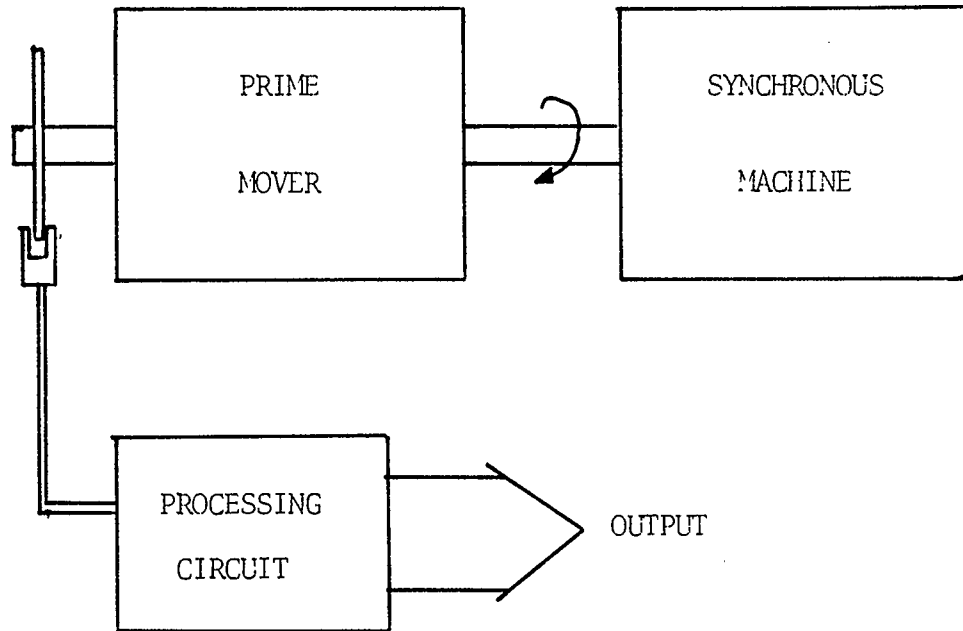 PRIME
MOVER
SYNCHRONOUS
MACHINE
PROCESSING
CIRCUIT
OUTPUT